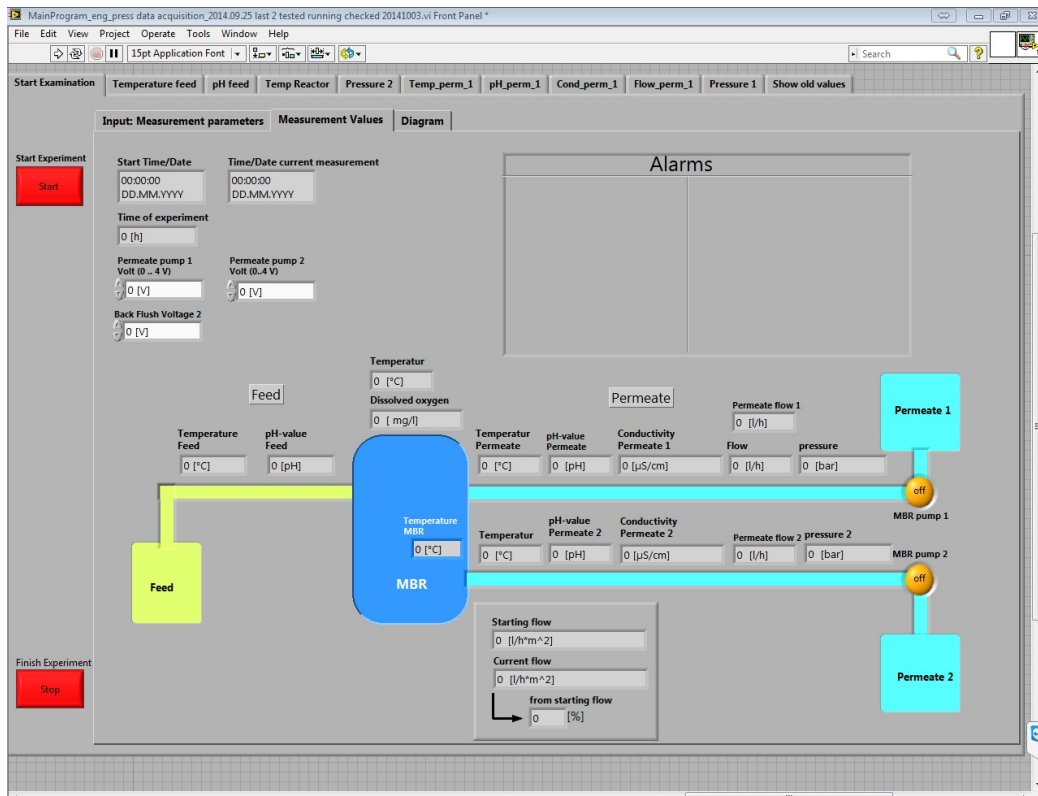 MainProgram_eng_press data acquisition_2014.09.25 last 2 tested running checked 20141003.vi Front Panel *
File Edit View Project Operate Tools Window Help
15pt Application Font
Search
Start Examination Temperature feed pH feed Temp Reactor Pressure 2 Temp_perm_1 pH_perm_1 Cond_perm_1 Flow_perm_1 Pressure 1 Show old values
Input: Measurement parameters Measurement Values Diagram
Start Experiment
Start
Start Time/Date Time/Date current measurement
00:00:00 00:00:00
DD.MM.YYYY DD.MM.YYYY
Alarms
Time of experiment
0 [h]
Permeate pump 1 Permeate pump 2
Volt (0 .. 4 V) Volt (0..4 V)
0 [V] 0 [V]
Back Flush Voltage 2
0 [V]
Temperatur
0 [°C]
Feed
Dissolved oxygen
0 [ mg/l]
Permeate
Permeate flow 1
0 [l/h]
Permeate 1
Temperature pH-value
Feed Feed
0 [°C] 0 [pH]
Temperatur pH-value Conductivity
Permeate Permeate Permeate 1 Flow pressure
0 [°C] 0 [pH] 0 [µS/cm] 0 [l/h] 0 [bar]
off
MBR pump 1
Temperature
MBR
0 [°C]
MBR
pH-value Conductivity
Temperatur Permeate 2 Permeate 2 Permeate flow 2 pressure 2
0 [°C] 0 [pH] 0 [µS/cm] 0 [l/h] 0 [bar]
MBR pump 2
off
Feed
Starting flow
0 [l/h*m^2]
Current flow
0 [l/h*m^2]
from starting flow
0 [%]
Permeate 2
Finish Experiment
Stop